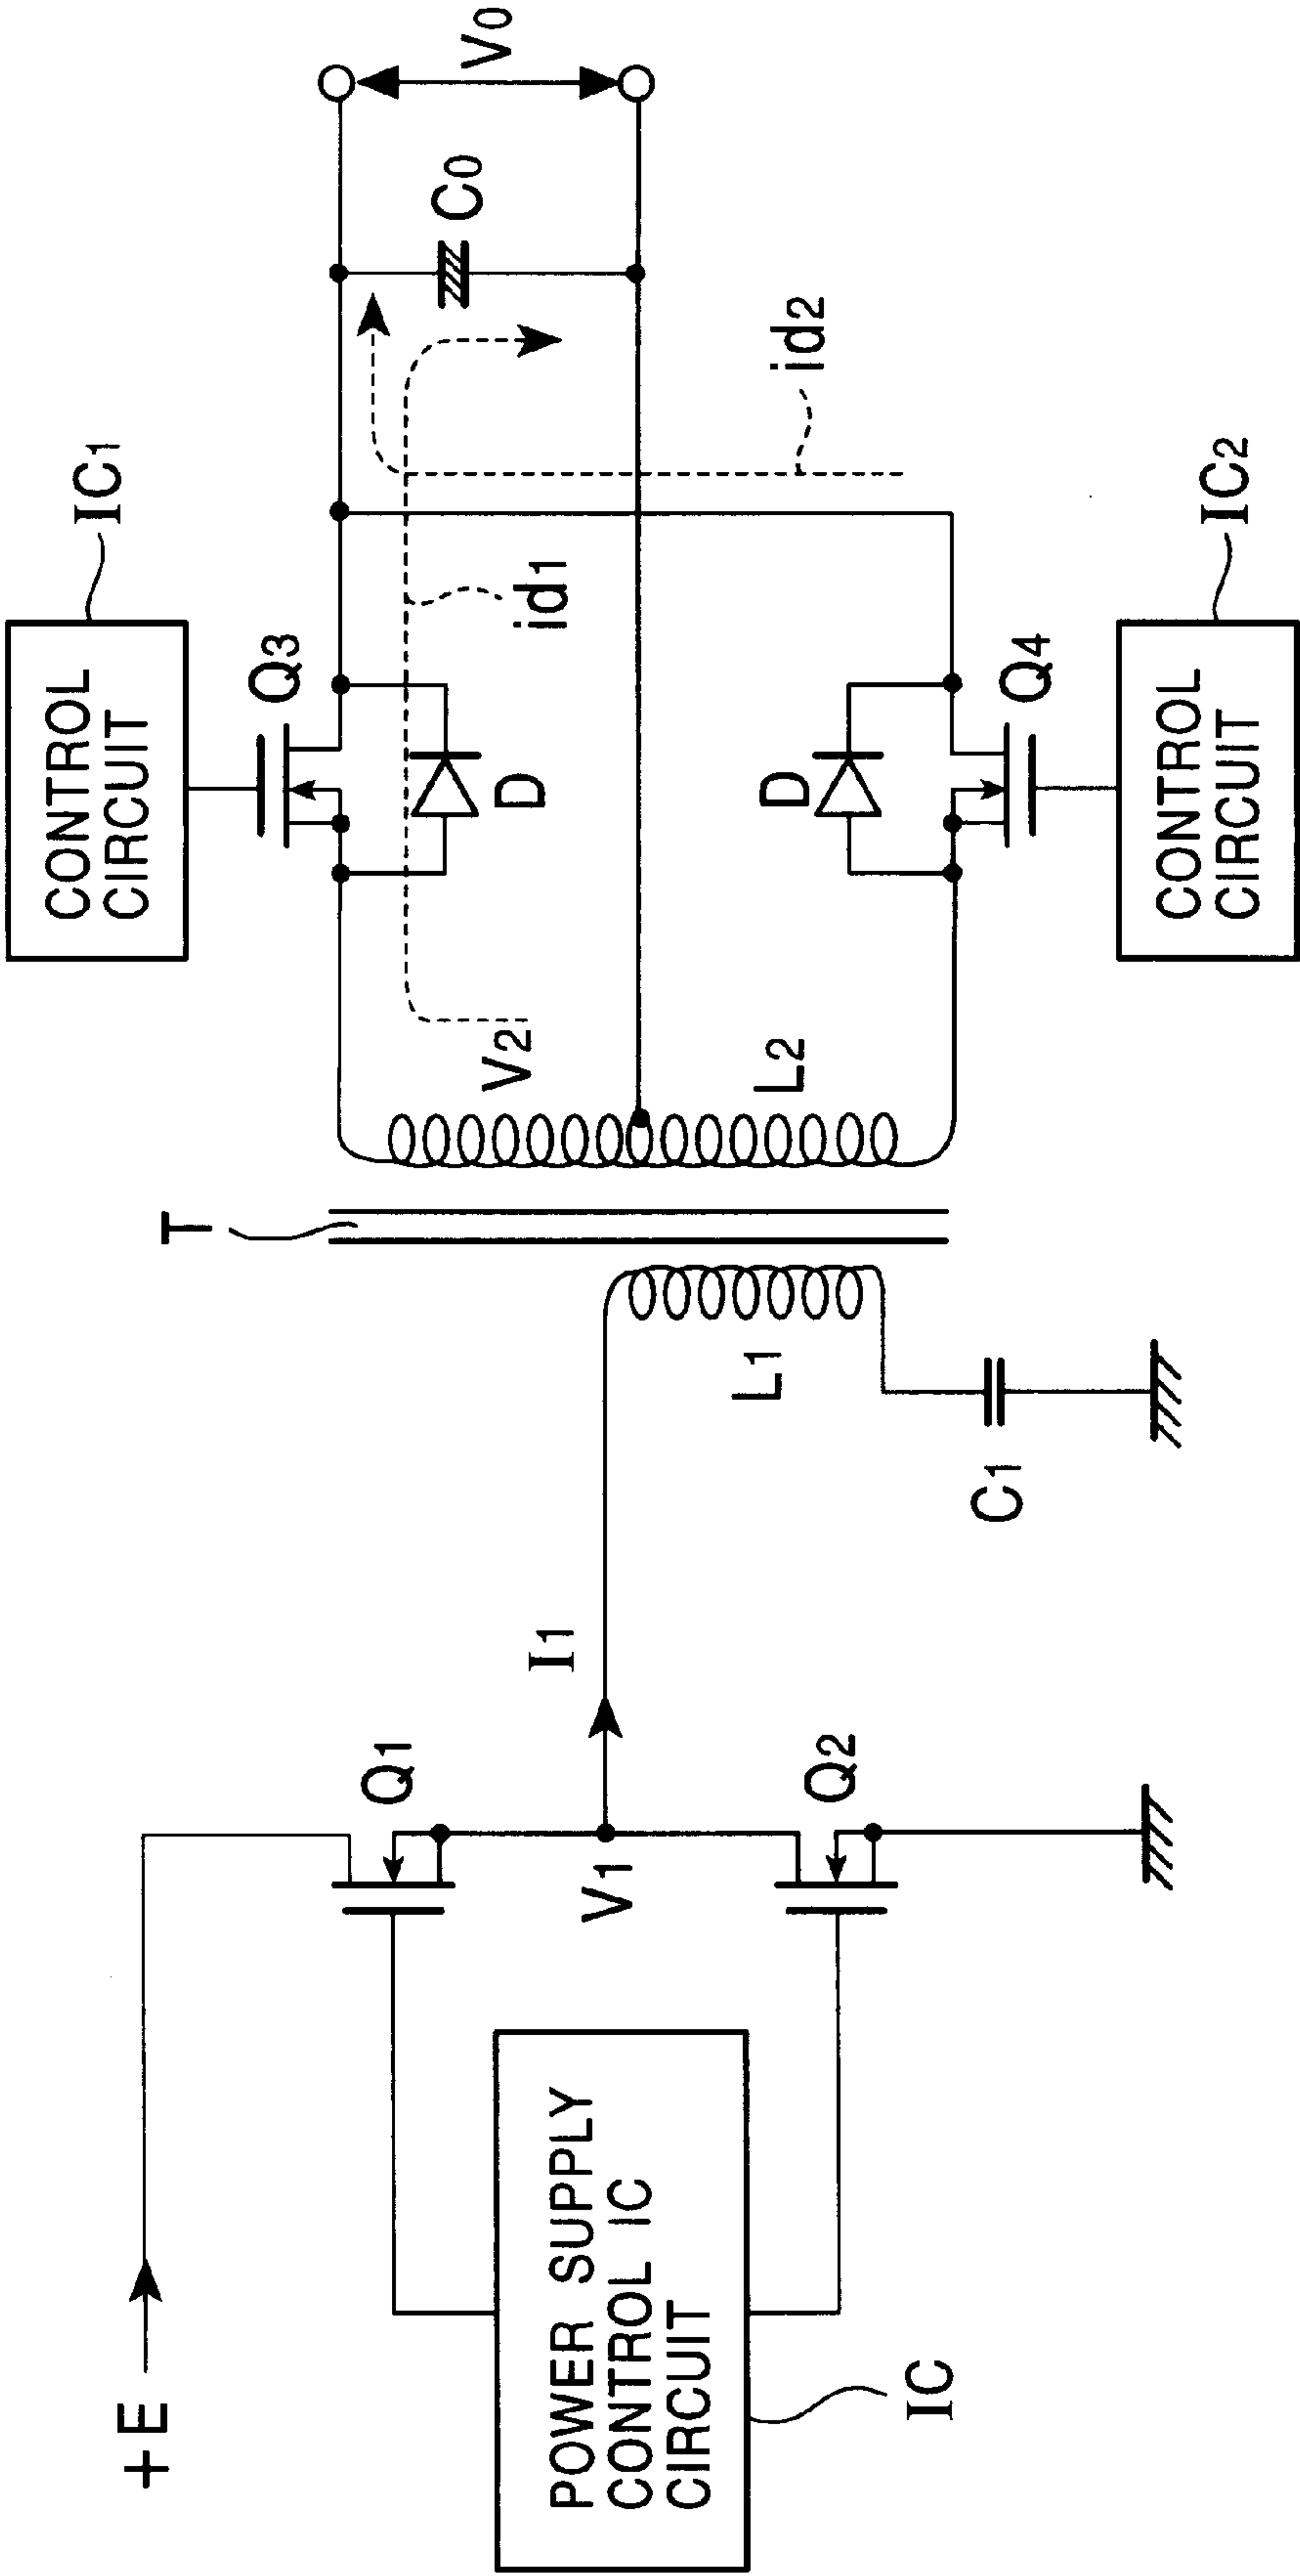 +E
POWER SUPPLY
CONTROL IC
CIRCUIT
IC
Q1
V1
Q2
I1
L1
C1
T
V2
L2
CONTROL
CIRCUIT
IC1
Q3
D
id1
D
Q4
CONTROL
CIRCUIT
IC2
id2
C0
V0